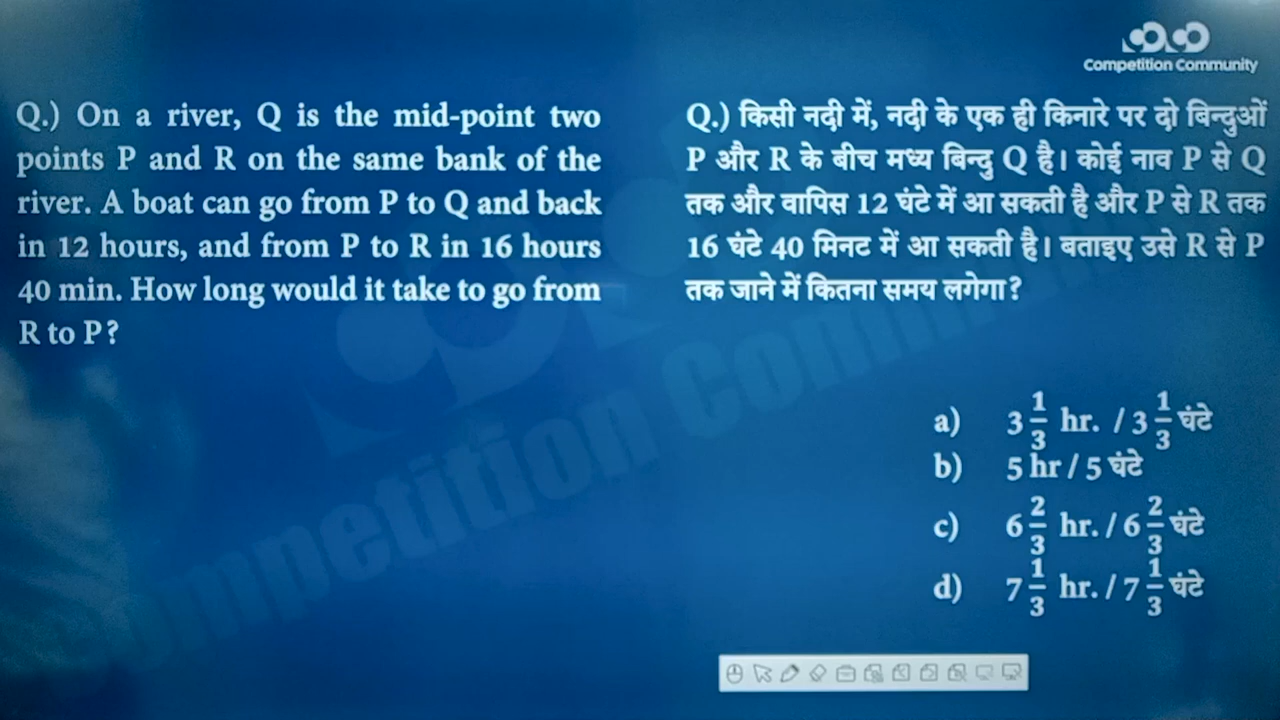 Competition Community
Q.) On a river, Q is the mid-point two
points P and R on the same bank of the
river. A boat can go from P to Q and back
in 12 hours, and from P to R in 16 hours
40 min. How long would it take to go from
R to P?
Q.) किसी नदी में, नदी के एक ही किनारे पर दो बिन्दुओं
P और R के बीच मध्य बिन्दु Q है। कोई नाव P से Q
तक और वापिस 12 घंटे में आ सकती है और P से R तक
16 घंटे 40 मिनट में आ सकती है। बताइए उसे R से P
तक जाने में कितना समय लगेगा?
a) 3 1/3 hr. / 3 1/3 घंटे
b) 5 hr / 5 घंटे
c) 6 2/3 hr. / 6 2/3 घंटे
d) 7 1/3 hr. / 7 1/3 घंटे
Competition Commun